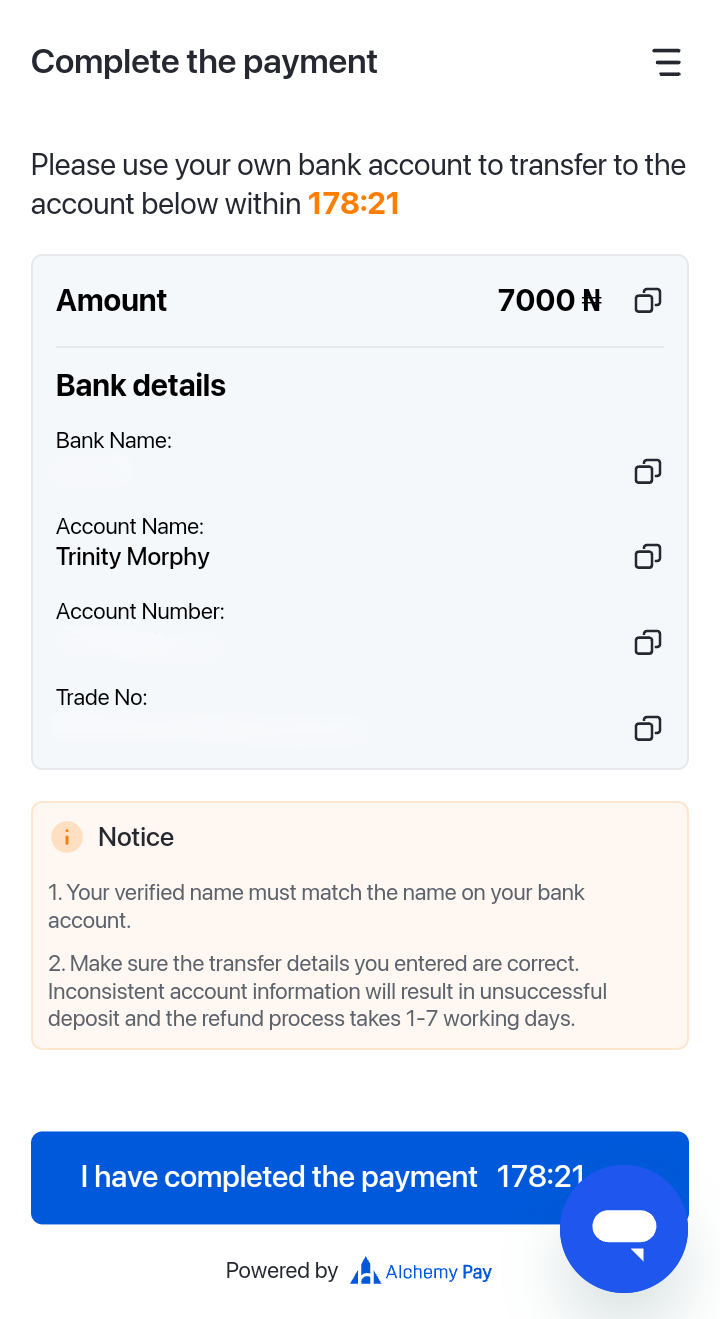 Complete the payment
Please use your own bank account to transfer to the
account below within 178:21
Amount 7000 ₦
Bank details
Bank Name:
Account Name:
Trinity Morphy
Account Number:
Trade No:
Notice
1. Your verified name must match the name on your bank
account.
2. Make sure the transfer details you entered are correct.
Inconsistent account information will result in unsuccessful
deposit and the refund process takes 1-7 working days.
I have completed the payment 178:21
Powered by Alchemy Pay